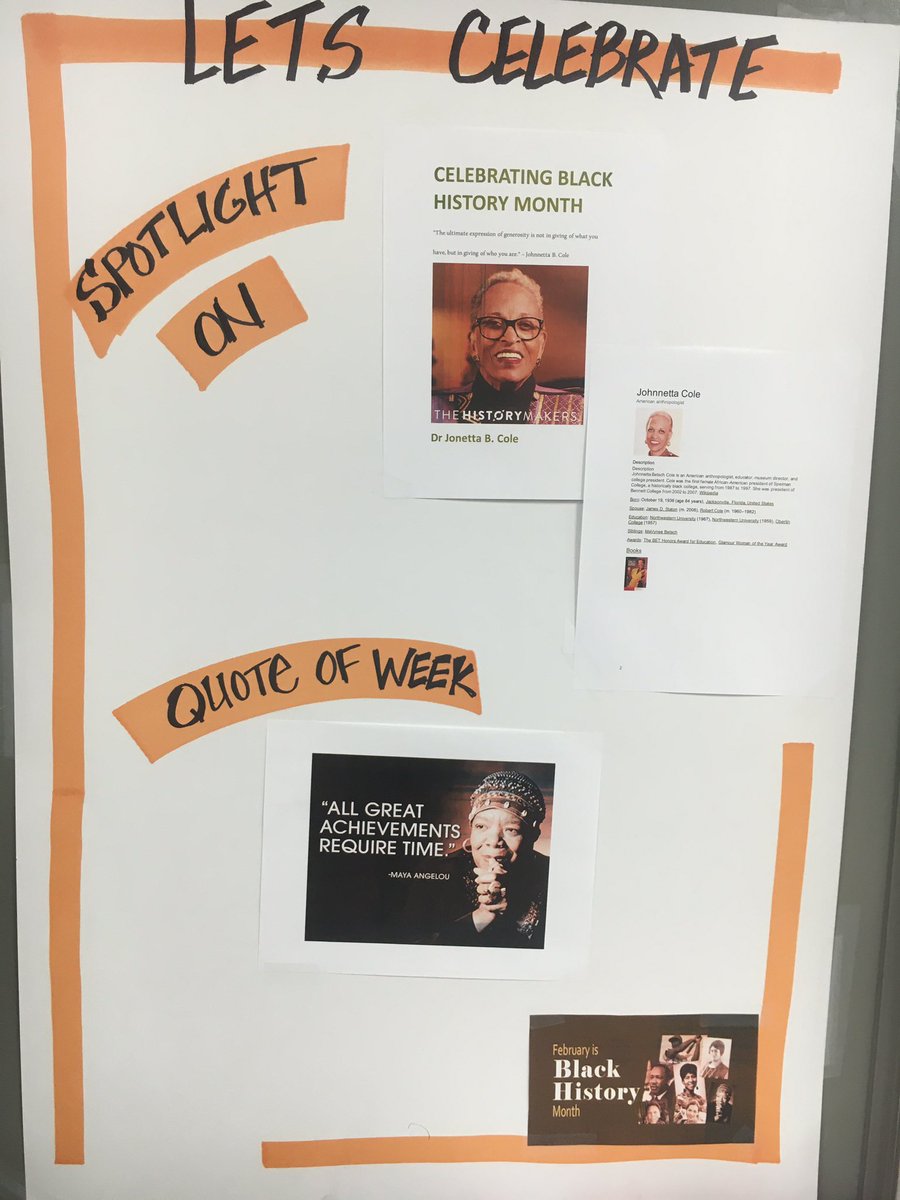 LETS CELEBRATE
SPOTLIGHT
ON
CELEBRATING BLACK
HISTORY MONTH
"The ultimate expression of generosity is not in giving of what you
have, but in giving of who you are." – Johnnetta B. Cole
THEHISTORYMAKERS
Dr Jonetta B. Cole
Johnnetta Cole
American anthropologist
Description
Description
Johnnetta Betsch Cole is an American anthropologist, educator, museum director, and
college president. Cole was the first female African-American president of Spelman
College, a historically black college, serving from 1987 to 1997. She was president of
Bennett College from 2002 to 2007. Wikipedia
Born: October 19, 1936 (age 84 years), Jacksonville, Florida, United States
Spouse: James D. Staton (m. 2006), Robert Cole (m. 1960–1982)
Education: Northwestern University (1967), Northwestern University (1959), Oberlin
College (1957)
Siblings: MaVynee Betsch
Awards: The BET Honors Award for Education, Glamour Woman of the Year Award
Books
2
QUOTE OF WEEK
"ALL GREAT
ACHIEVEMENTS
REQUIRE TIME."
-MAYA ANGELOU
February is
Black
History
Month